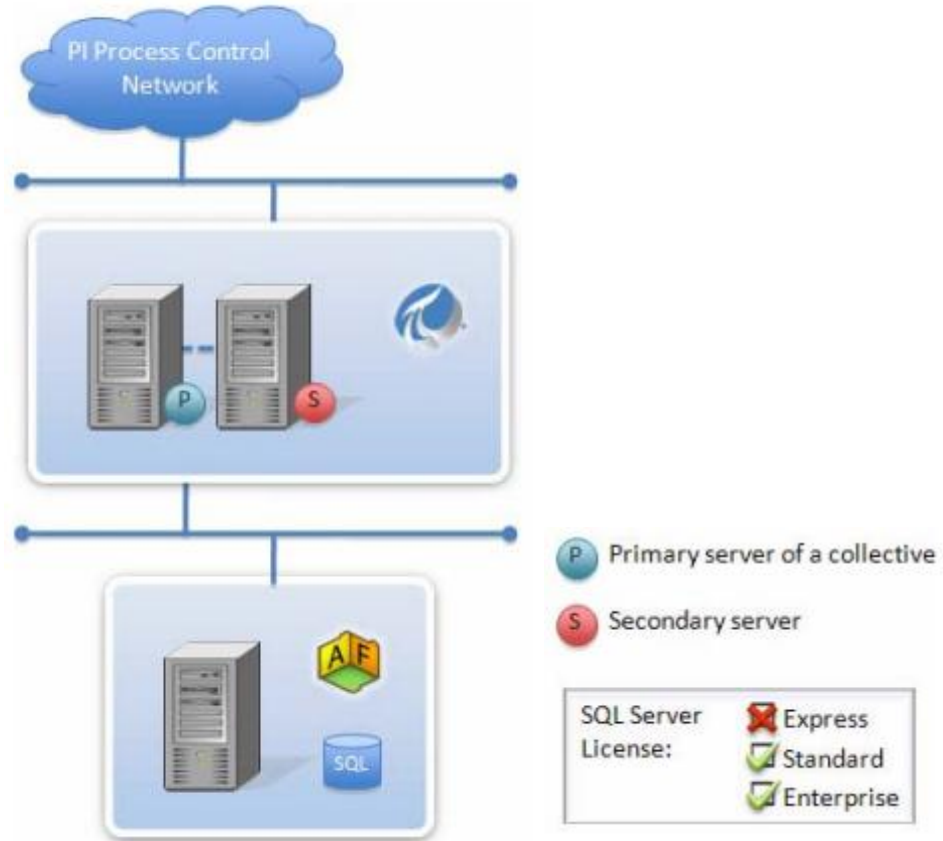 PI Process Control
Network
P
S
A F
SQL
P Primary server of a collective
S Secondary server
SQL Server
License:
Express
Standard
Enterprise